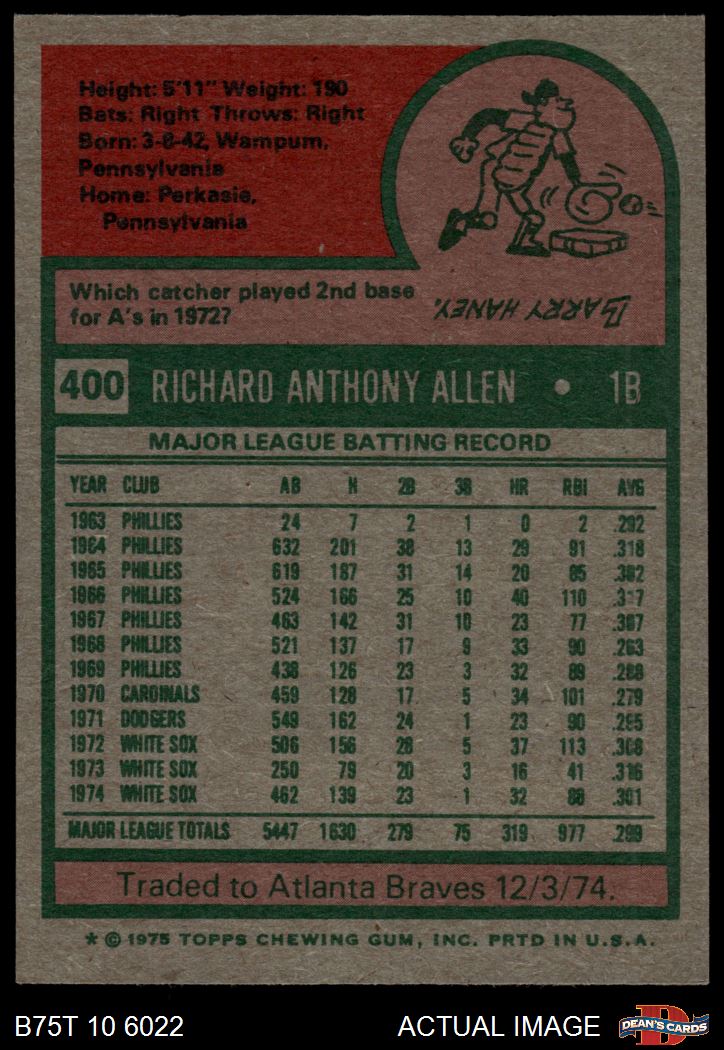 Height: 5'11" Weight: 190
Bats: Right Throws: Right
Born: 3-8-42, Wampum,
Pennsylvania
Home: Perkasie,
Pennsylvania
Which catcher played 2nd base
for A's in 1972?
BARRY HANEY.
400 RICHARD ANTHONY ALLEN • 1B
MAJOR LEAGUE BATTING RECORD
YEAR CLUB AB H 2B 3B HR RBI AVG
1963 PHILLIES 24 7 2 1 0 2 .292
1964 PHILLIES 632 201 38 13 29 91 .318
1965 PHILLIES 619 187 31 14 20 85 .302
1966 PHILLIES 524 166 25 10 40 110 .317
1967 PHILLIES 463 142 31 10 23 77 .307
1968 PHILLIES 521 137 17 9 33 90 .263
1969 PHILLIES 438 126 23 3 32 89 .288
1970 CARDINALS 459 128 17 5 34 101 .279
1971 DODGERS 549 162 24 1 23 90 .295
1972 WHITE SOX 506 156 28 5 37 113 .308
1973 WHITE SOX 250 79 20 3 16 41 .316
1974 WHITE SOX 462 139 23 1 32 88 .301
MAJOR LEAGUE TOTALS 5447 1630 279 75 319 977 .299
Traded to Atlanta Braves 12/3/74.
* © 1975 TOPPS CHEWING GUM, INC. PRTD IN U.S.A.
B75T 10 6022 ACTUAL IMAGE D DEAN'S CARDS